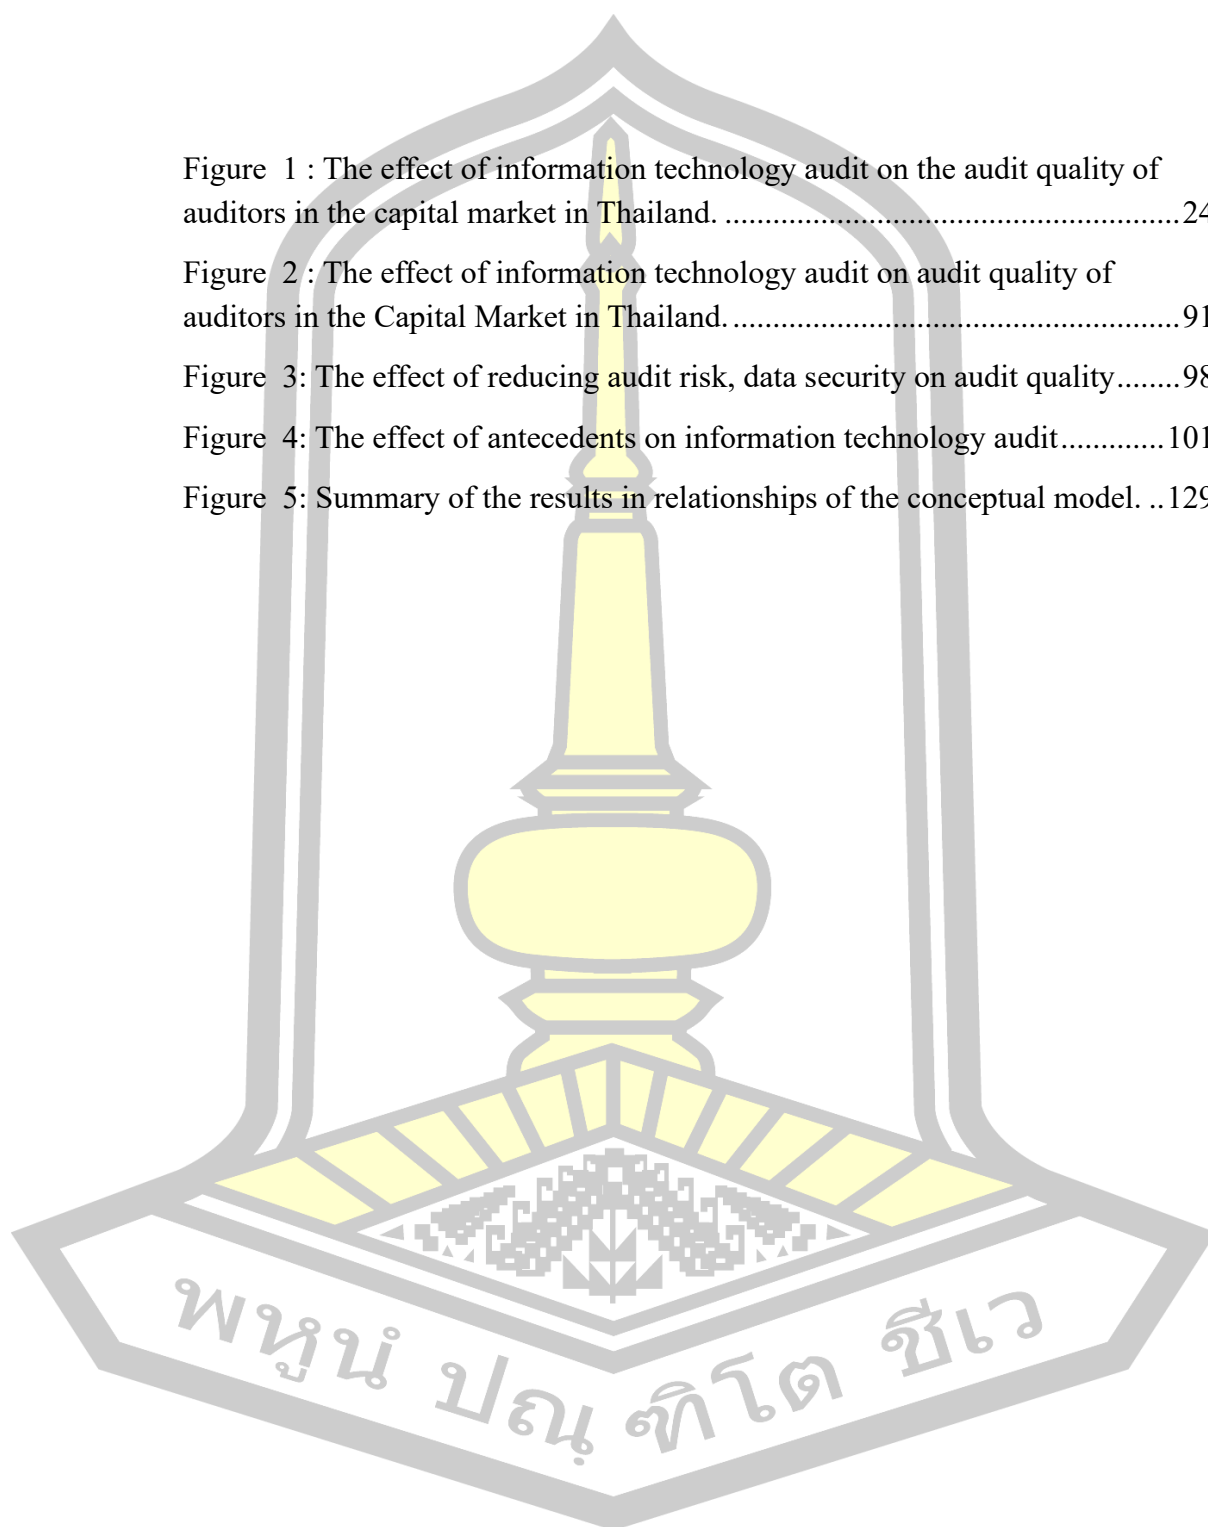 Figure  1 : The effect of information technology audit on the audit quality of
auditors in the capital market in Thailand. ........................................................24
Figure  2 : The effect of information technology audit on audit quality of
auditors in the Capital Market in Thailand. .......................................................91
Figure  3: The effect of reducing audit risk, data security on audit quality........98
Figure  4: The effect of antecedents on information technology audit.............101
Figure  5: Summary of the results in relationships of the conceptual model. ..129
พหูนํ ปณฺฑิโต ชีเว